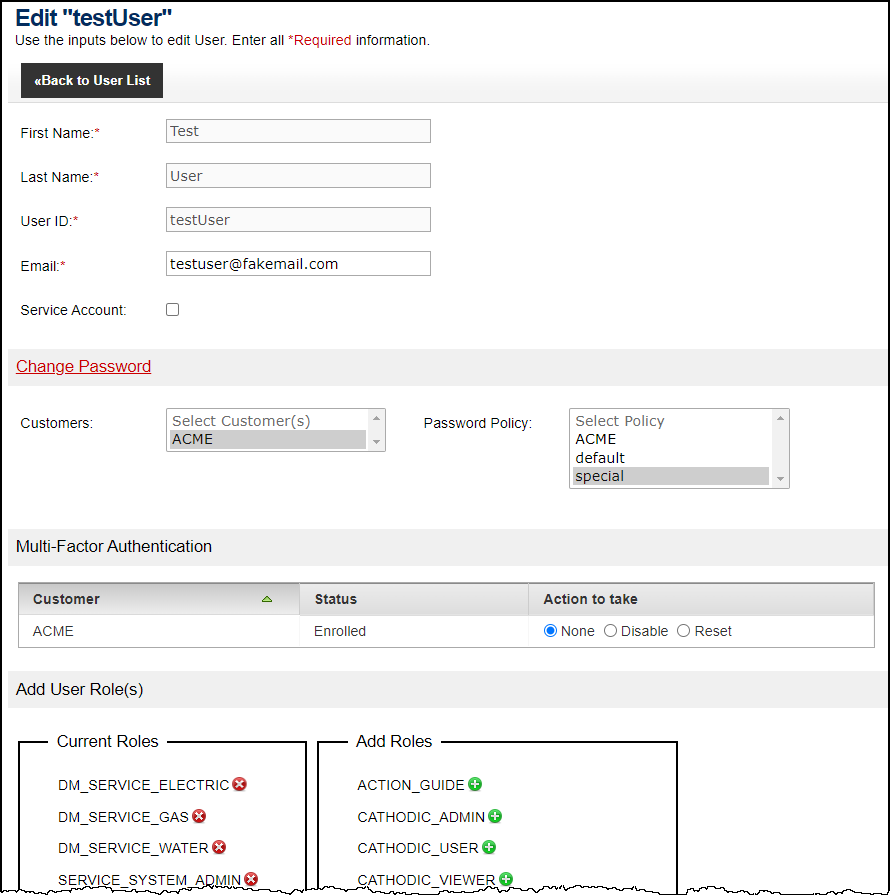 Edit "testUser"
Use the inputs below to edit User. Enter all *Required information.
«Back to User List
First Name:* Test
Last Name:* User
User ID:* testUser
Email:* testuser@fakemail.com
Service Account:
Change Password
Customers: Select Customer(s) Password Policy: Select Policy
ACME ACME
default
special
Multi-Factor Authentication
Customer Status Action to take
ACME Enrolled None Disable Reset
Add User Role(s)
Current Roles Add Roles
DM_SERVICE_ELECTRIC ACTION_GUIDE
DM_SERVICE_GAS CATHODIC_ADMIN
DM_SERVICE_WATER CATHODIC_USER
SERVICE_SYSTEM_ADMIN CATHODIC_VIEWER